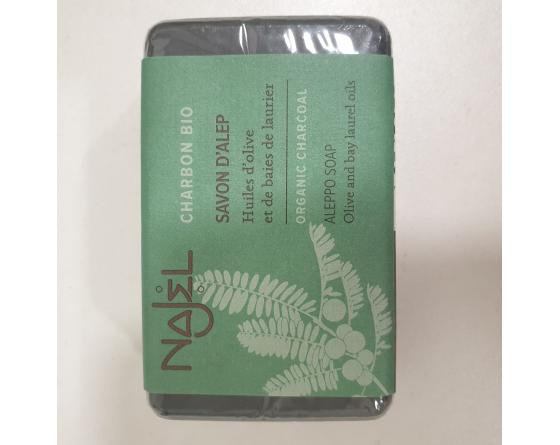 NAJEL
CHARBON BIO
SAVON D'ALEP
Huiles d'olive
et de baies de laurier
ORGANIC CHARCOAL
ALEPPO SOAP
Olive and bay laurel oils